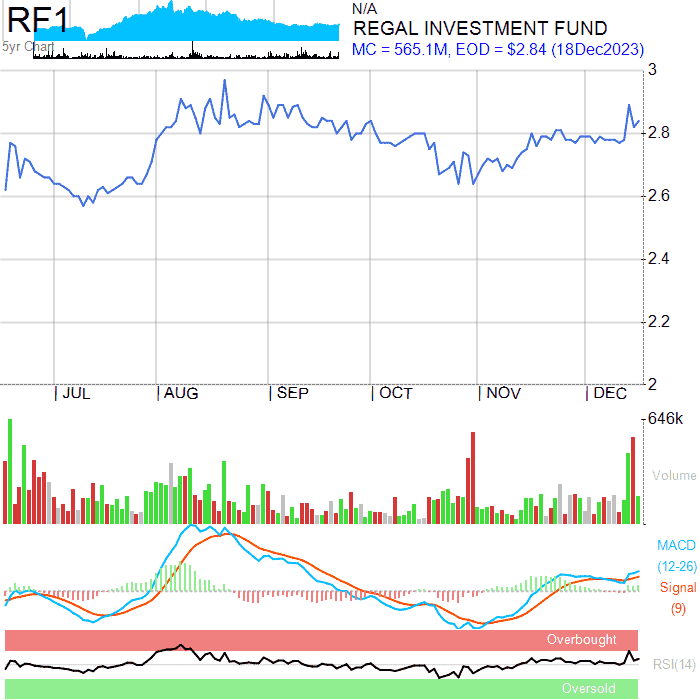 RF1
5yr Chart
N/A
REGAL INVESTMENT FUND
MC = 565.1M, EOD = $2.84 (18Dec2023)
3
2.8
2.6
2.4
2.2
2
JUL
AUG
SEP
OCT
NOV
DEC
646k
Volume
MACD
(12-26)
Signal
(9)
Overbought
RSI(14)
Oversold